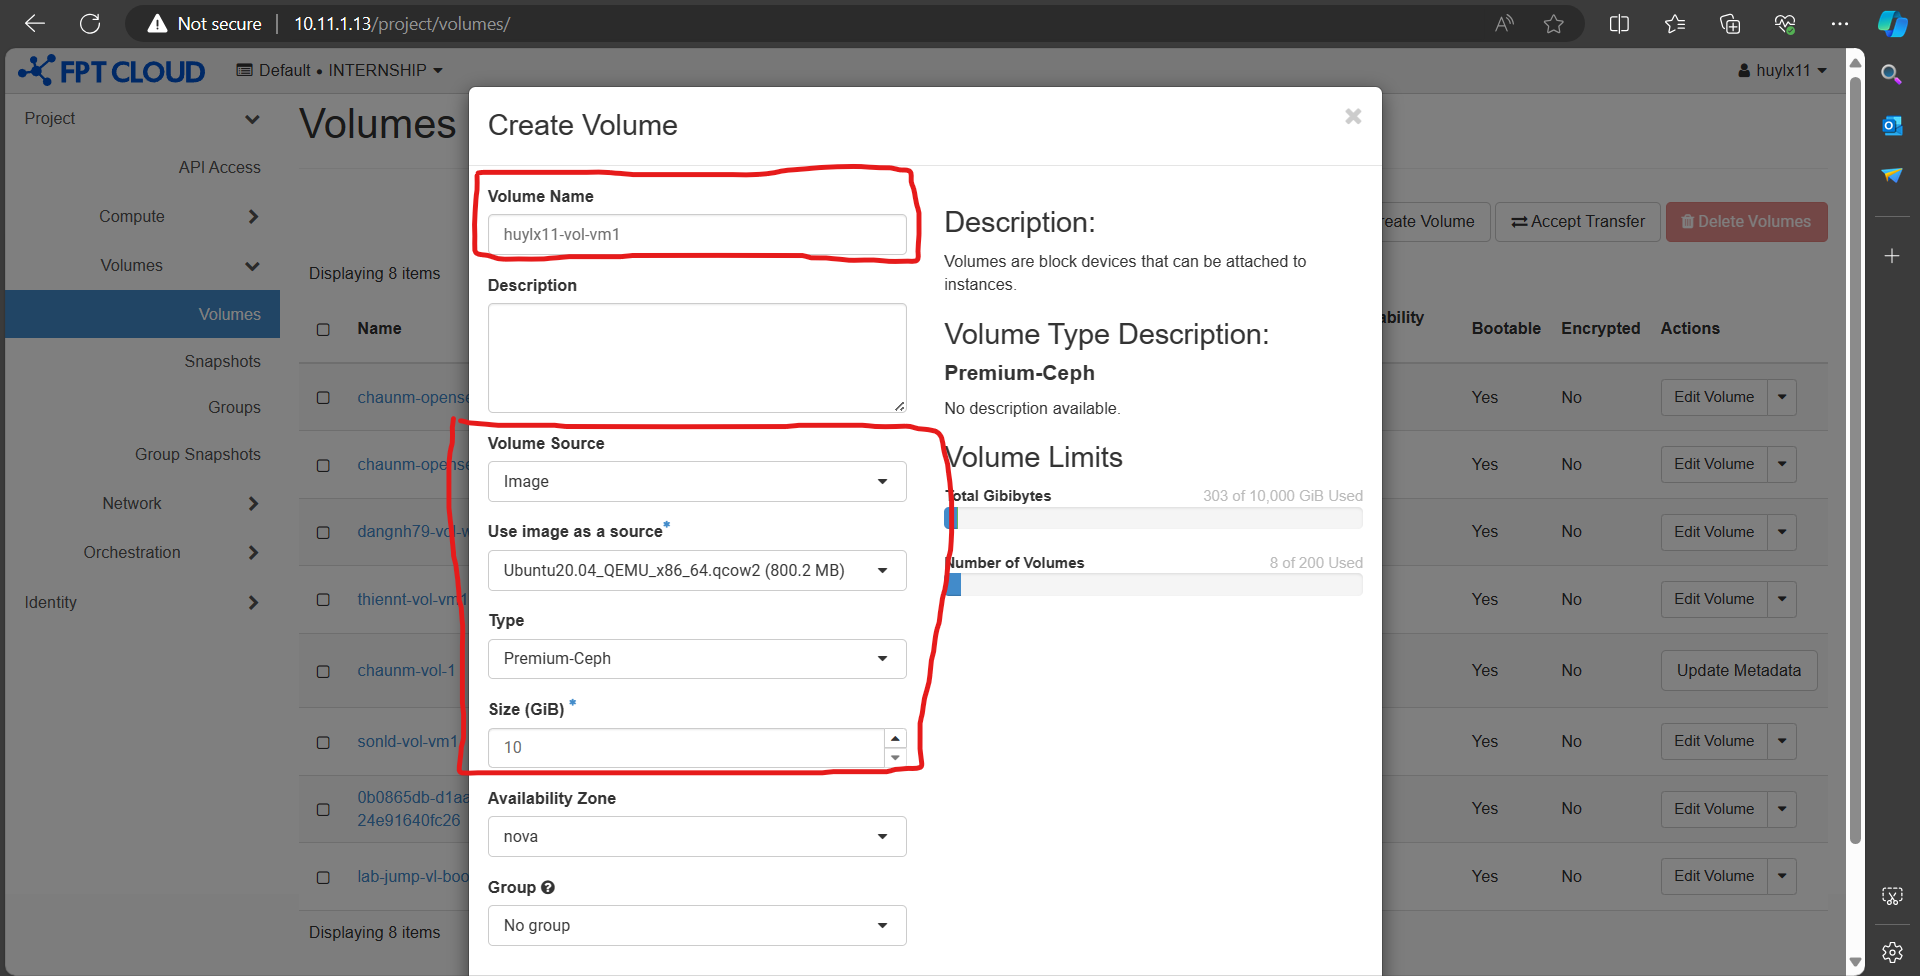 Not secure
10.11.1.13/project/volumes/
FPT CLOUD
Default • INTERNSHIP
huylx11
Project
API Access
Compute
Volumes
Volumes
Snapshots
Groups
Group Snapshots
Network
Orchestration
Identity
Volumes
reate Volume
Accept Transfer
Delete Volumes
Displaying 8 items
Name
ability
Bootable
Encrypted
Actions
chaunm-opense
Yes
No
Edit Volume
chaunm-opense
Yes
No
Edit Volume
dangnh79-vol-w
Yes
No
Edit Volume
thiennt-vol-vm1
Yes
No
Edit Volume
chaunm-vol-1
Yes
No
Update Metadata
sonld-vol-vm1
Yes
No
Edit Volume
0b0865db-d1aa
24e91640fc26
Yes
No
Edit Volume
lab-jump-vl-boo
Yes
No
Edit Volume
Displaying 8 items
Create Volume
Volume Name
huylx11-vol-vm1
Description
Volume Source
Image
Use image as a source*
Ubuntu20.04_QEMU_x86_64.qcow2 (800.2 MB)
Type
Premium-Ceph
Size (GiB) *
10
Availability Zone
nova
Group
No group
Description:
Volumes are block devices that can be attached to
instances.
Volume Type Description:
Premium-Ceph
No description available.
Volume Limits
Total Gibibytes
303 of 10,000 GiB Used
Number of Volumes
8 of 200 Used